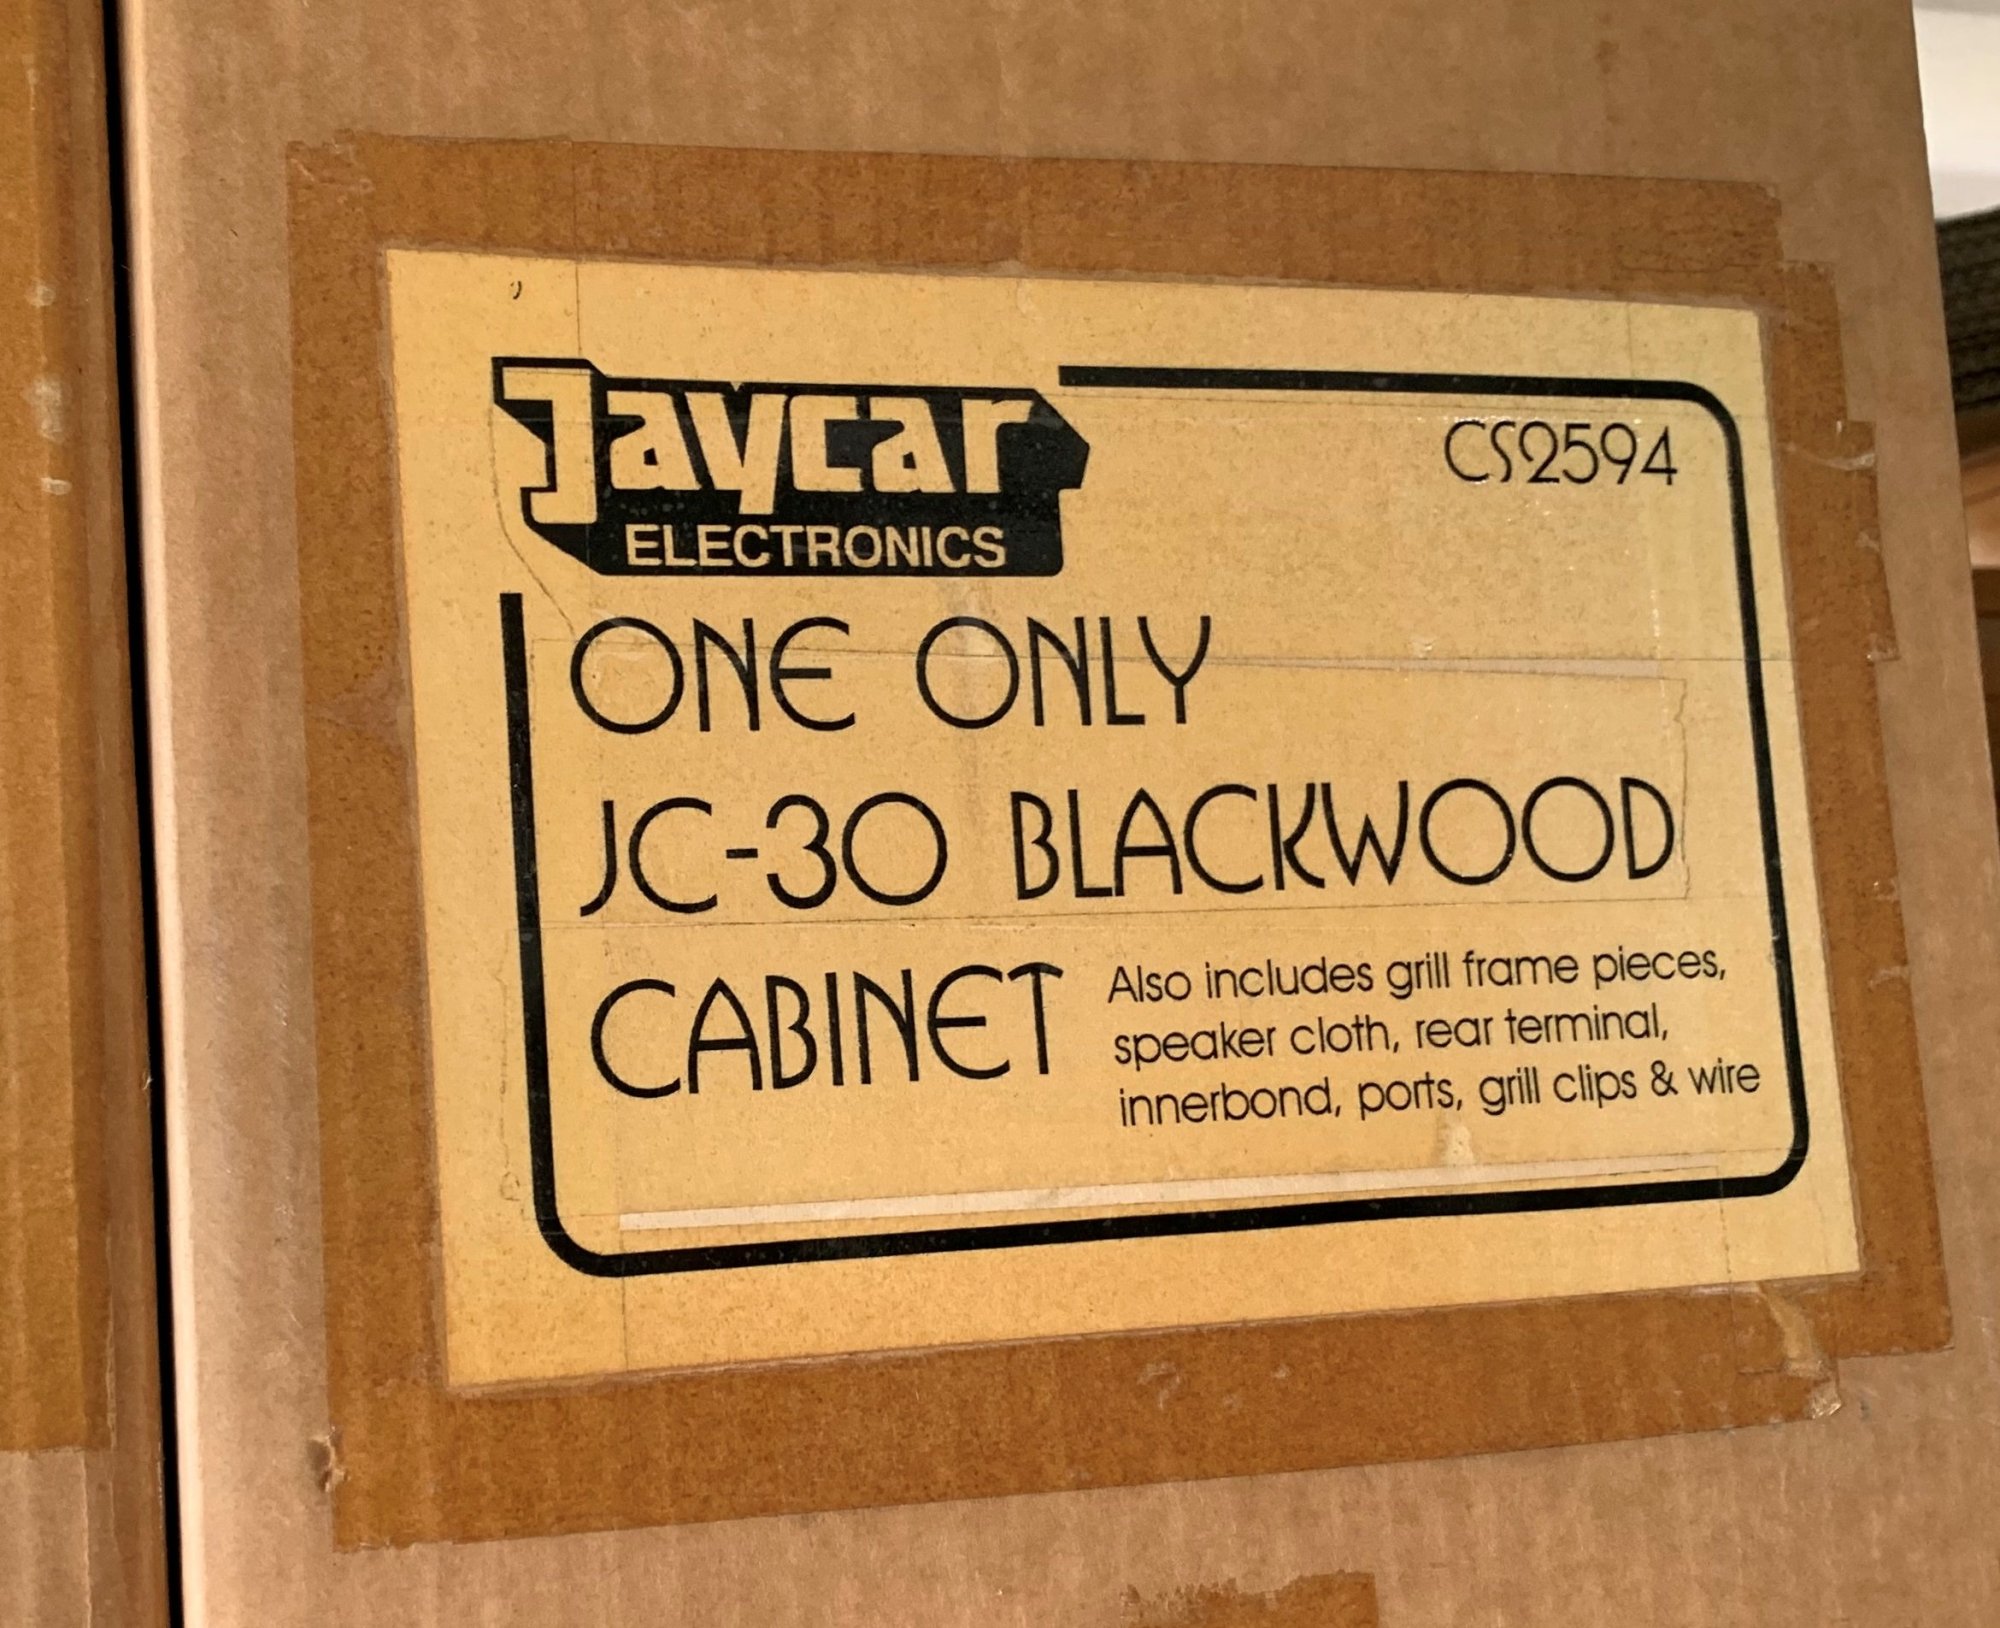 Jaycar
ELECTRONICS
CS2594
ONE ONLY
JC-30 BLACKWOOD
CABINET
Also includes grill frame pieces,
speaker cloth, rear terminal,
innerbond, ports, grill clips & wire